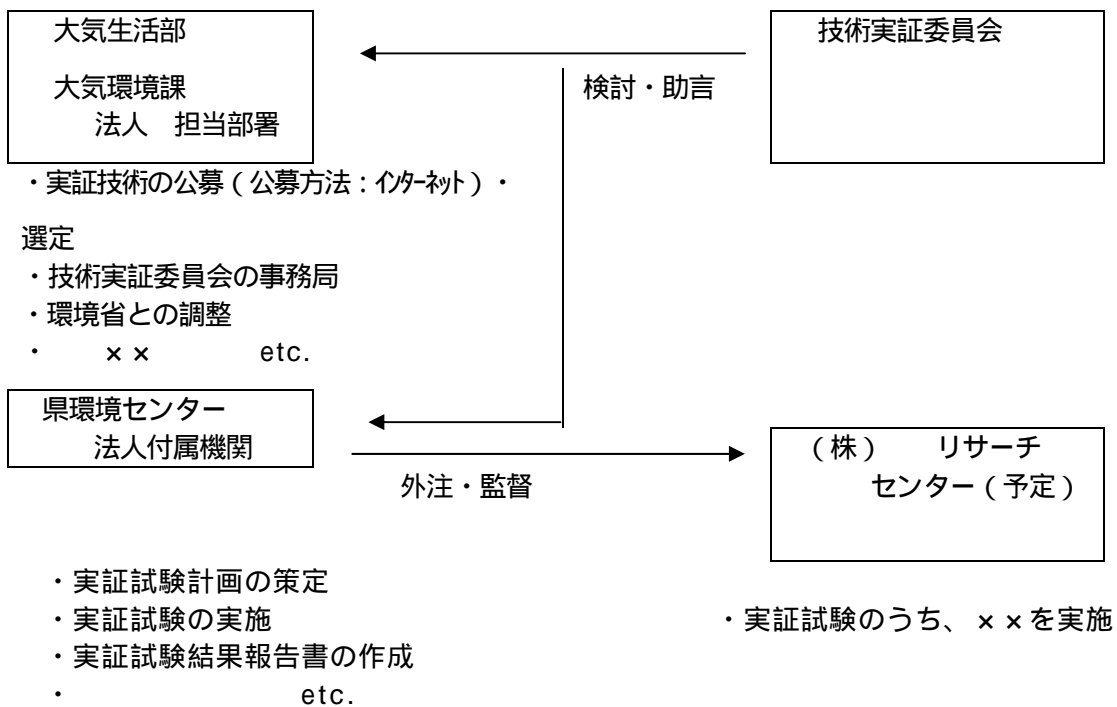 大気生活部
大気環境課
法人　担当部署
技術実証委員会
検討・助言
・実証技術の公募（公募方法：ｲﾝﾀｰﾈｯﾄ）・
選定
・技術実証委員会の事務局
・環境省との調整
・　　××　　　　etc.
県環境センター
法人付属機関
外注・監督
（株）　　リサーチ
センター（予定）
・実証試験計画の策定
・実証試験の実施
・実証試験結果報告書の作成
・　　　　　　　　etc.
・実証試験のうち、××を実施